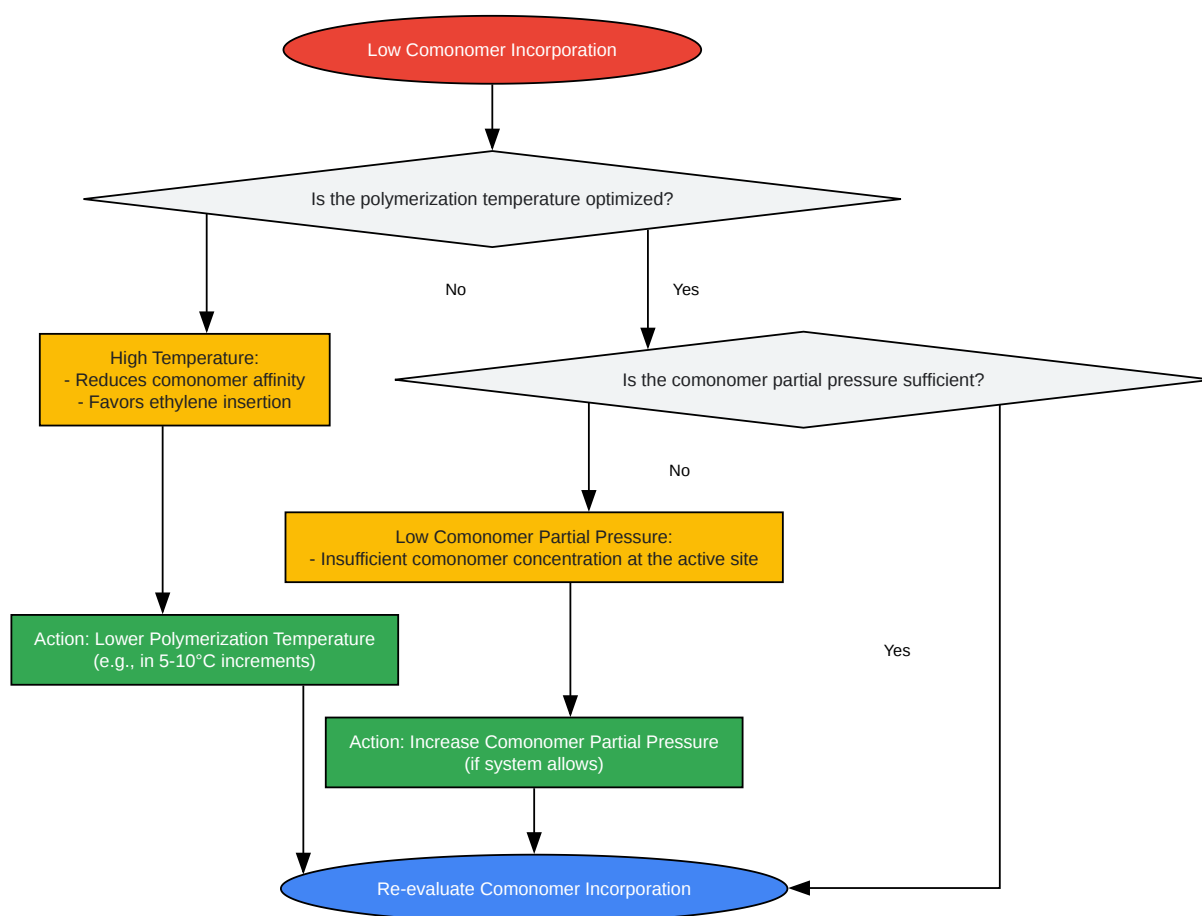 Low Comonomer Incorporation
Is the polymerization temperature optimized?
No
Yes
High Temperature:
- Reduces comonomer affinity
- Favors ethylene insertion
Is the comonomer partial pressure sufficient?
No
Low Comonomer Partial Pressure:
- Insufficient comonomer concentration at the active site
Action: Lower Polymerization Temperature
(e.g., in 5-10°C increments)
Yes
Action: Increase Comonomer Partial Pressure
(if system allows)
Re-evaluate Comonomer Incorporation